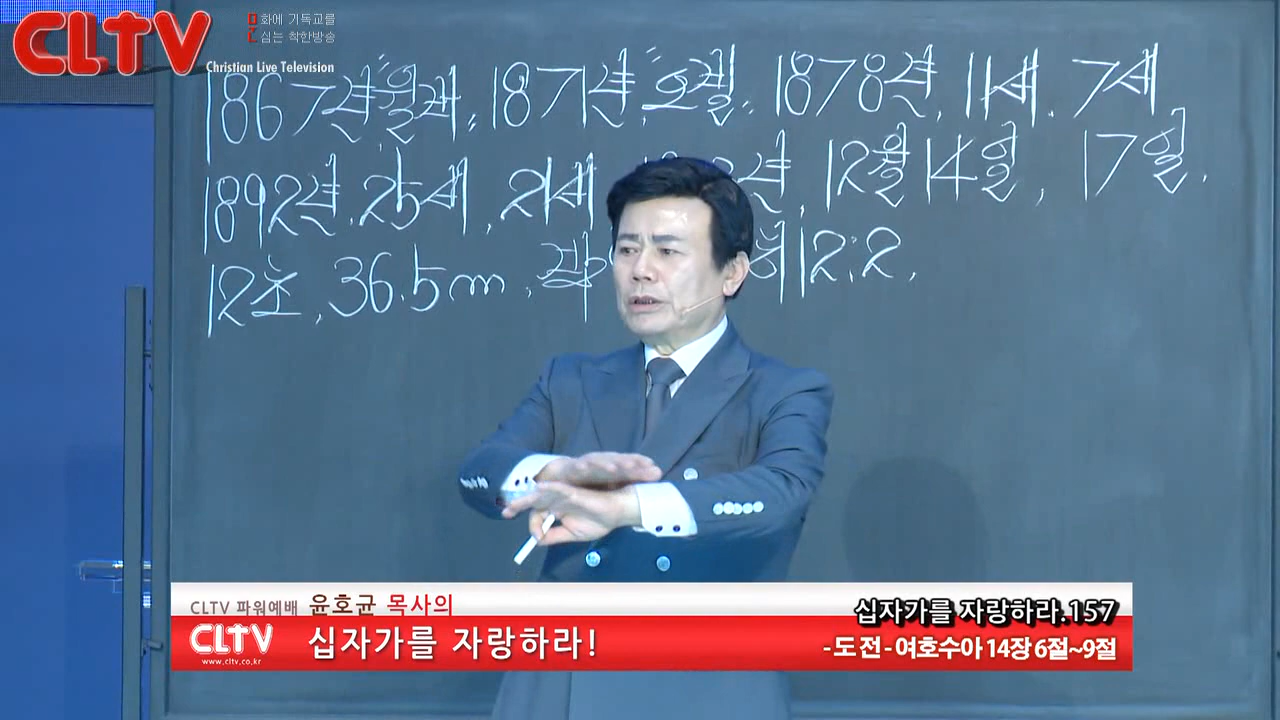 CLTV
문화에 기독교를
심는 착한방송
Christian Live Television
1867년 "윌버", 1871년, 오빌, 1878년, 11세. 7세
1892년, 25세, 21세 년, 12월 14일, 17일.
12초, 36.5m, 12:2.
CLTV 파워예배 윤호균 목사의
십자가를 자랑하라.157
CLTV
www.cltv.co.kr
십자가를 자랑하라!
- 도 전 - 여호수아 14장 6절~9절